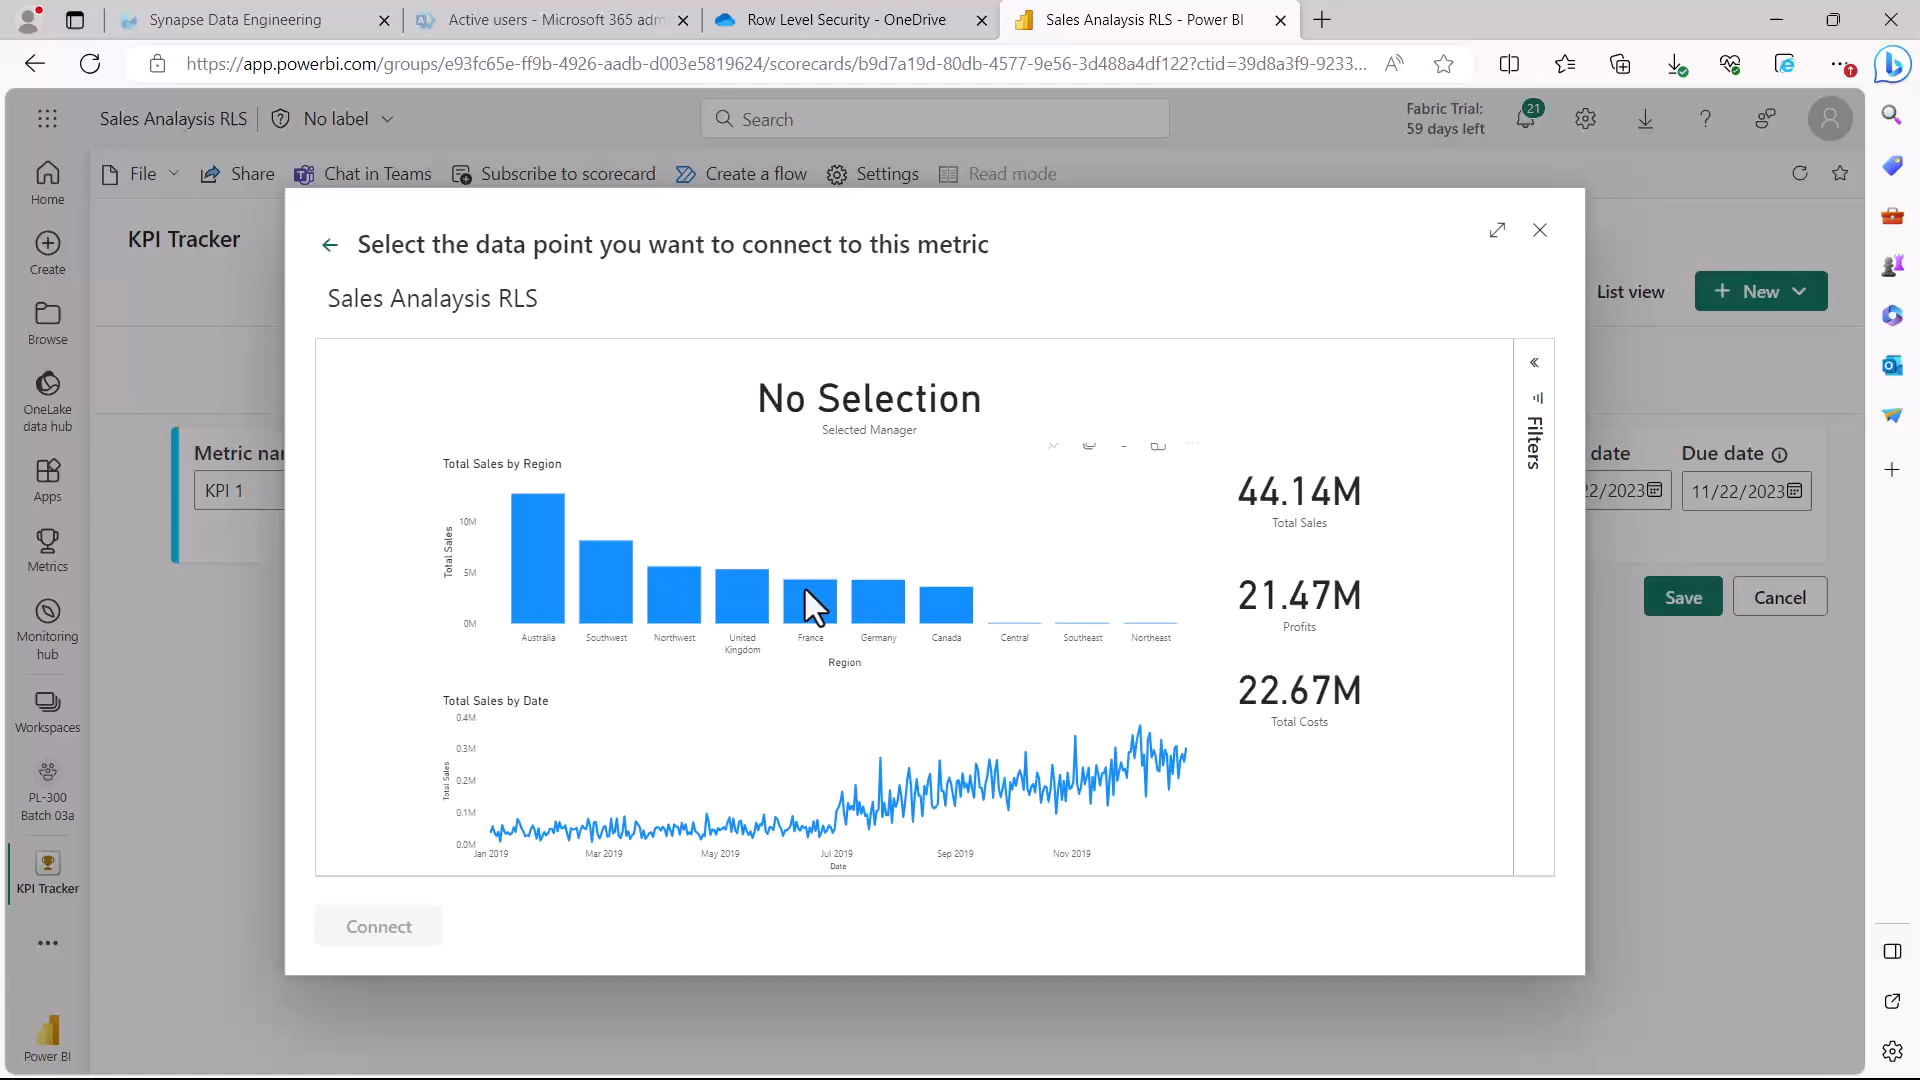 Synapse Data Engineering
Active users - Microsoft 365 adm
Row Level Security - OneDrive
Sales Analaysis RLS - Power BI
https://app.powerbi.com/groups/e93fc65e-ff9b-4926-aadb-d003e5819624/scorecards/b9d7a19d-80db-4577-9e56-3d488a4df122?ctid=39d8a3f9-9233...
Sales Analaysis RLS
No label
Search
Fabric Trial:
59 days left
21
File
Share
Chat in Teams
Subscribe to scorecard
Create a flow
Settings
Read mode
Home
Create
Browse
OneLake
data hub
Apps
Metrics
Monitoring
hub
Workspaces
PL-300
Batch 03a
KPI Tracker
Power BI
KPI Tracker
List view
New
Metric nar
KPI 1
date
22/2023
Due date
11/22/2023
Save
Cancel
Select the data point you want to connect to this metric
Sales Analaysis RLS
No Selection
Selected Manager
Filters
Total Sales by Region
Total Sales
10M
5M
0M
Australia
Southwest
Northwest
United
Kingdom
France
Germany
Canada
Central
Southeast
Northeast
Region
44.14M
Total Sales
21.47M
Profits
22.67M
Total Costs
Total Sales by Date
Total Sales
0.4M
0.3M
0.2M
0.1M
0.0M
Jan 2019
Mar 2019
May 2019
Jul 2019
Sep 2019
Nov 2019
Date
Connect